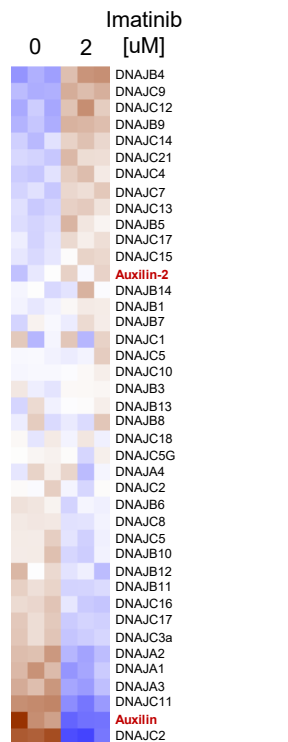 Imatinib
0 2 [uM]
DNAJB4
DNAJC9
DNAJC12
DNAJB9
DNAJC14
DNAJC21
DNAJC4
DNAJC7
DNAJC13
DNAJB5
DNAJC17
DNAJC15
Auxilin-2
DNAJB14
DNAJB1
DNAJB7
DNAJC1
DNAJC5
DNAJC10
DNAJB3
DNAJB13
DNAJB8
DNAJC18
DNAJC5G
DNAJA4
DNAJC2
DNAJB6
DNAJC8
DNAJC5
DNAJB10
DNAJB12
DNAJB11
DNAJC16
DNAJC17
DNAJC3a
DNAJA2
DNAJA1
DNAJA3
DNAJC11
Auxilin
DNAJC2